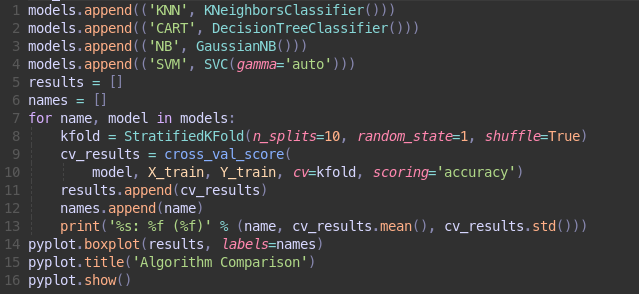 1 models.append(('KNN', KNeighborsClassifier()))
2 models.append(('CART', DecisionTreeClassifier()))
3 models.append(('NB', GaussianNB()))
4 models.append(('SVM', SVC(gamma='auto')))
5 results = []
6 names = []
7 for name, model in models:
8     kfold = StratifiedKFold(n_splits=10, random_state=1, shuffle=True)
9     cv_results = cross_val_score(
10         model, X_train, Y_train, cv=kfold, scoring='accuracy')
11     results.append(cv_results)
12     names.append(name)
13     print('%s: %f (%f)' % (name, cv_results.mean(), cv_results.std()))
14 pyplot.boxplot(results, labels=names)
15 pyplot.title('Algorithm Comparison')
16 pyplot.show()